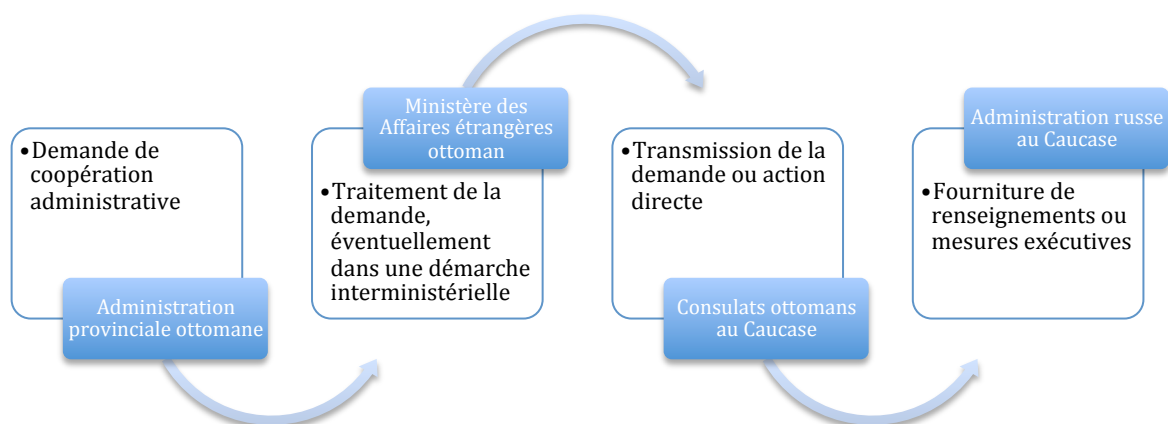 •Demande de
coopération
administrative
Administration
provinciale ottomane
Ministère des
Affaires étrangères
ottoman
•Traitement de la
demande,
éventuellement
dans une démarche
interministérielle
•Transmission de la
demande ou action
directe
Consulats ottomans
au Caucase
Administration russe
au Caucase
•Fourniture de
renseignements ou
mesures exécutives